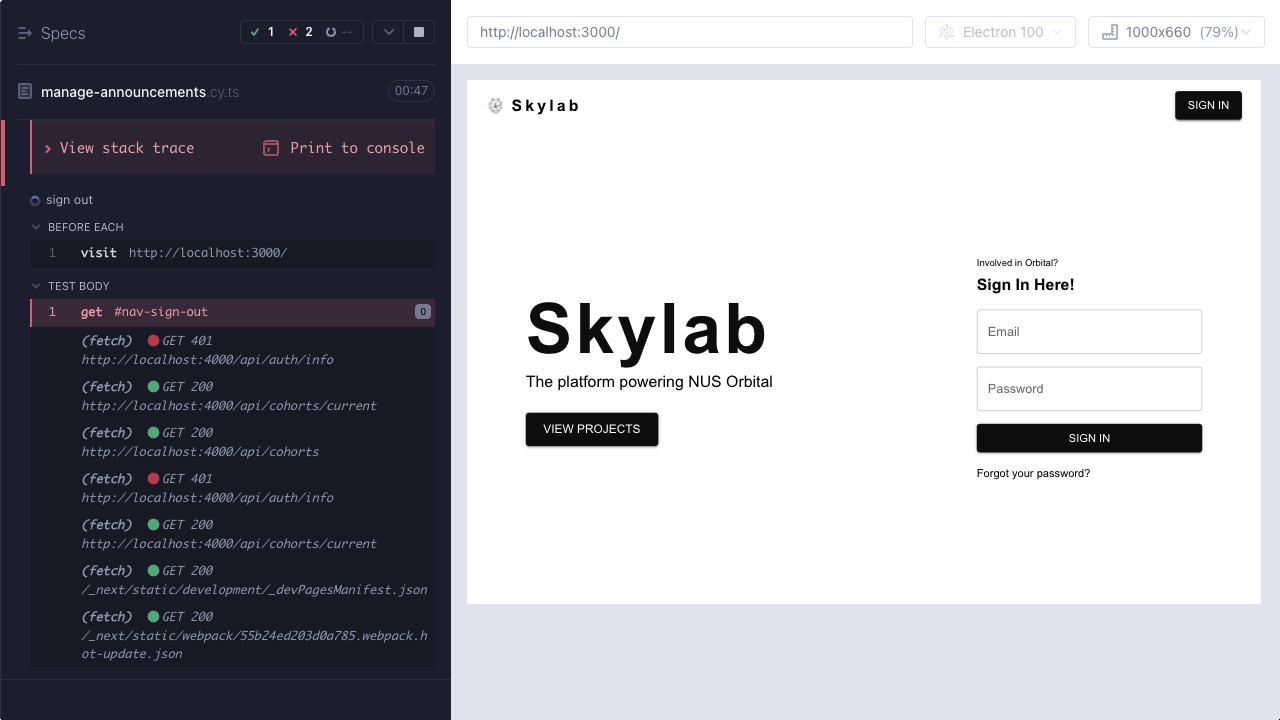 Specs
1 2 --
manage-announcements.cy.ts 00:47
View stack trace Print to console
sign out
BEFORE EACH
1 visit http://localhost:3000/
TEST BODY
1 get #nav-sign-out 0
(fetch) GET 401
http://localhost:4000/api/auth/info
(fetch) GET 200
http://localhost:4000/api/cohorts/current
(fetch) GET 200
http://localhost:4000/api/cohorts
(fetch) GET 401
http://localhost:4000/api/auth/info
(fetch) GET 200
http://localhost:4000/api/cohorts/current
(fetch) GET 200
/_next/static/development/_devPagesManifest.json
(fetch) GET 200
/_next/static/webpack/55b24ed203d0a785.webpack.h
ot-update.json
http://localhost:3000/ Electron 100 1000x660 (79%)
Skylab SIGN IN
Skylab
The platform powering NUS Orbital
VIEW PROJECTS
Involved in Orbital?
Sign In Here!
Email
Password
SIGN IN
Forgot your password?